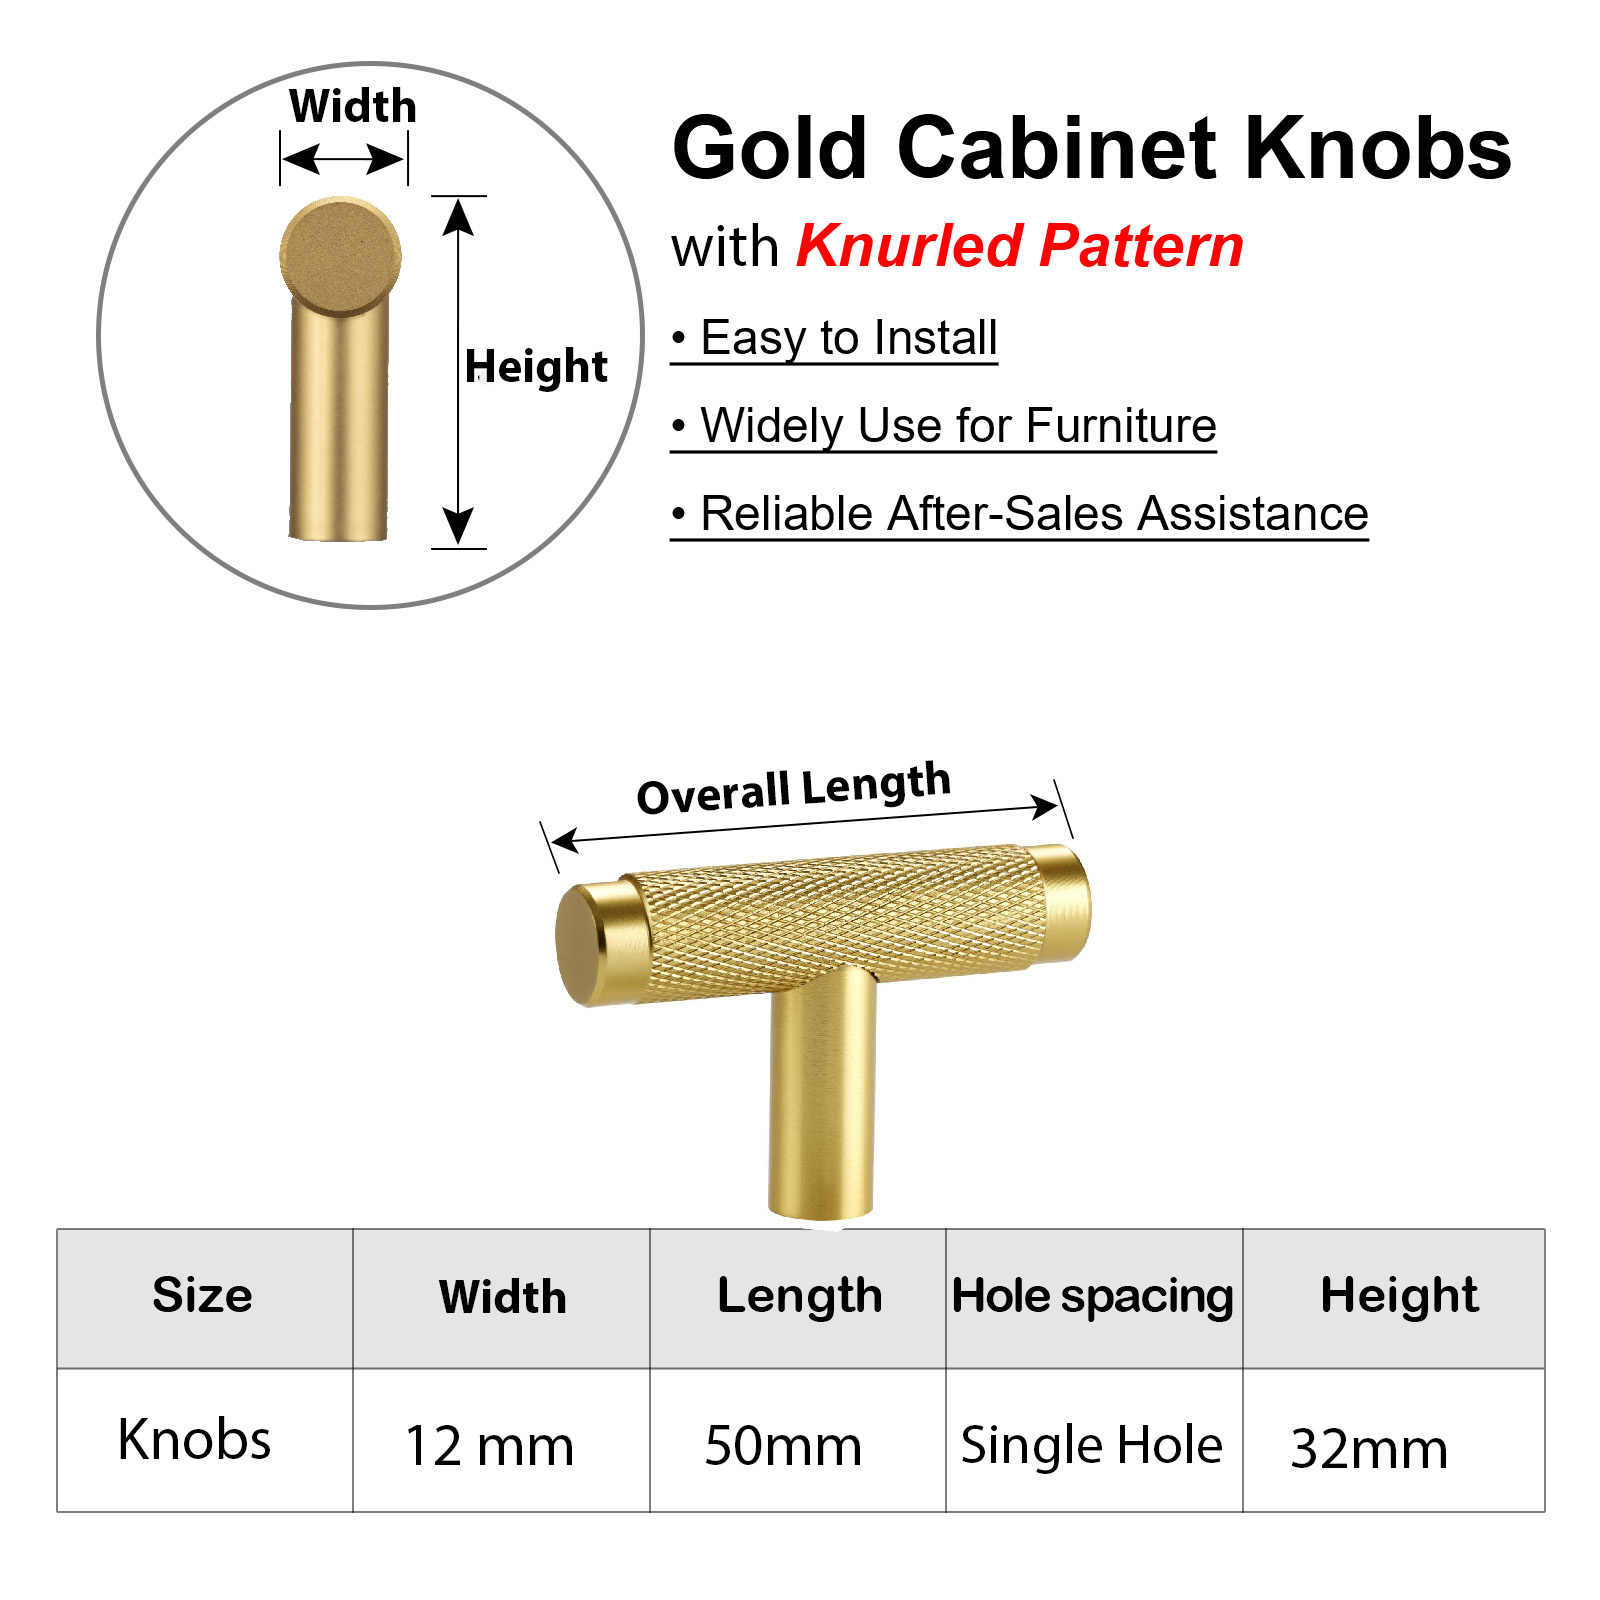 Width
Height
Gold Cabinet Knobs
with Knurled Pattern
• Easy to Install
• Widely Use for Furniture
• Reliable After-Sales Assistance
Overall Length
Size Width Length Hole spacing Height
Knobs 12 mm 50mm Single Hole 32mm